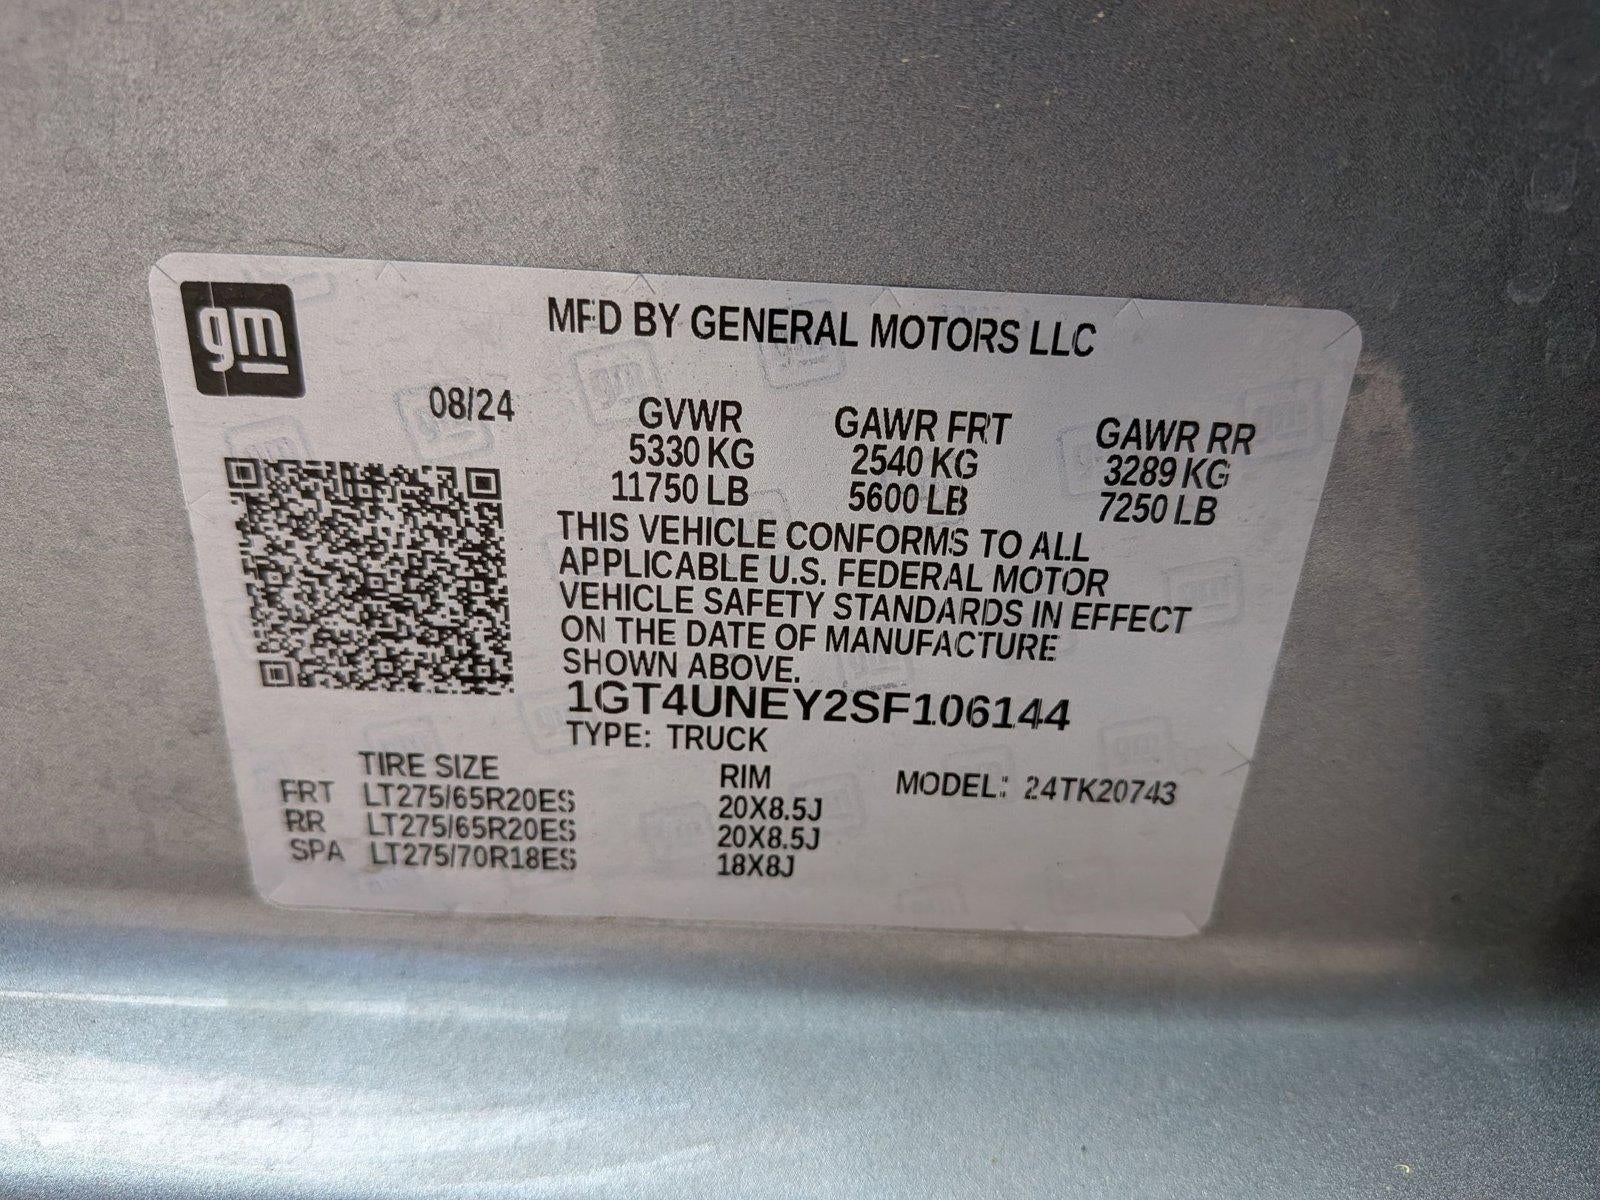 gm
MFD BY GENERAL MOTORS LLC
08/24
GVWR GAWR FRT GAWR RR
5330 KG 2540 KG 3289 KG
11750 LB 5600 LB 7250 LB
THIS VEHICLE CONFORMS TO ALL
APPLICABLE U.S. FEDERAL MOTOR
VEHICLE SAFETY STANDARDS IN EFFECT
ON THE DATE OF MANUFACTURE
SHOWN ABOVE.
1GT4UNEY2SF106144
TYPE: TRUCK
TIRE SIZE RIM MODEL: 24TK20743
FRT LT275/65R20ES 20X8.5J
RR LT275/65R20ES 20X8.5J
SPA LT275/70R18ES 18X8J